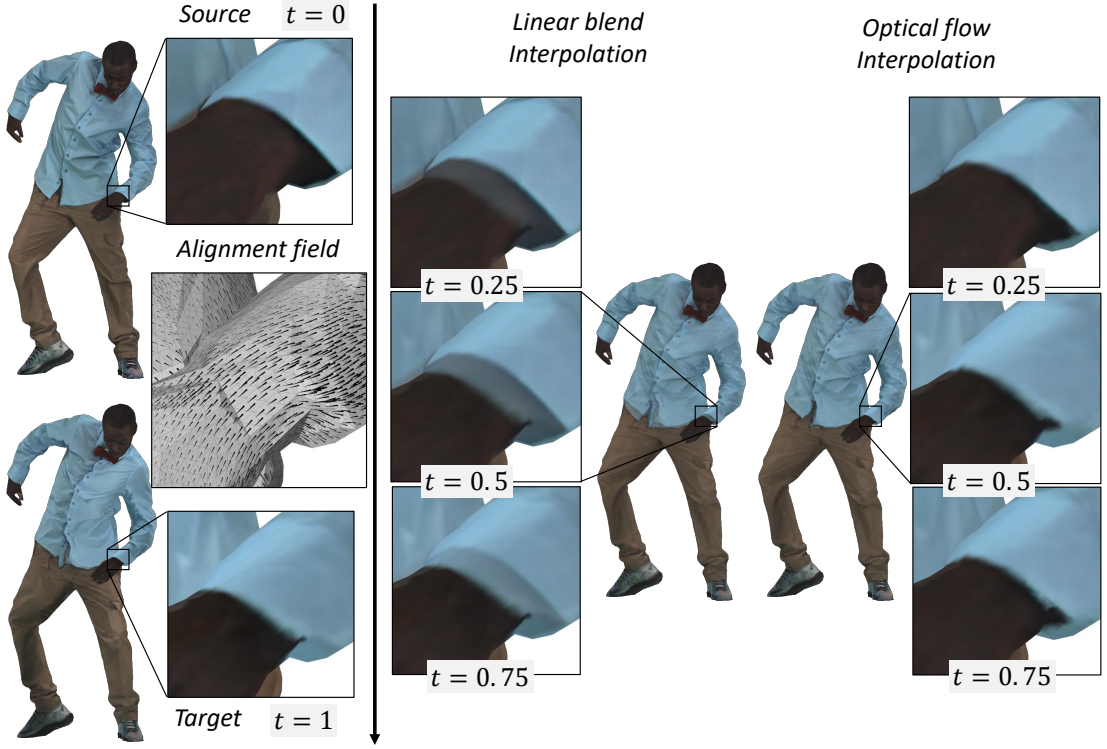 Source t = 0
Alignment field
Target t = 1
Linear blend
Interpolation
t = 0.25
t = 0.5
t = 0.75
Optical flow
Interpolation
t = 0.25
t = 0.5
t = 0.75